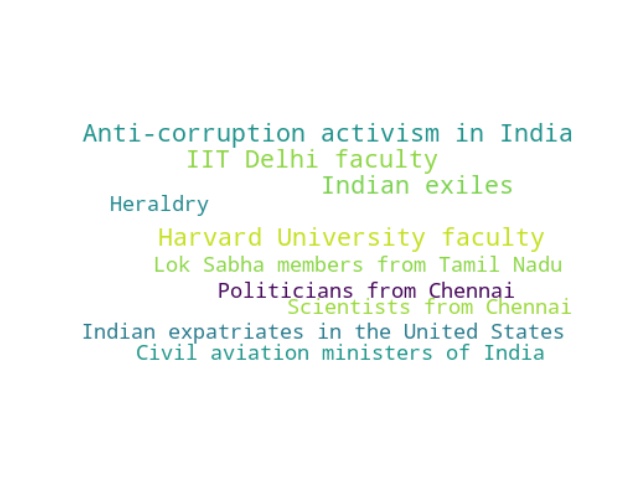 Anti-corruption activism in India
IIT Delhi faculty
Indian exiles
Heraldry
Harvard University faculty
Lok Sabha members from Tamil Nadu
Politicians from Chennai
Scientists from Chennai
Indian expatriates in the United States
Civil aviation ministers of India